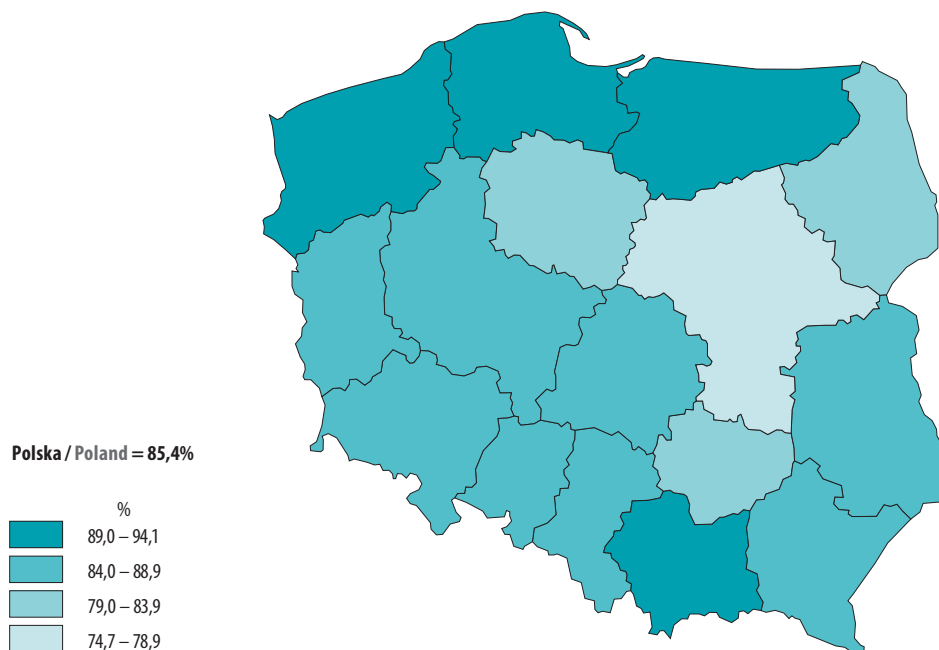 Polska / Poland = 85,4%
%
89,0 – 94,1
84,0 – 88,9
79,0 – 83,9
74,7 – 78,9